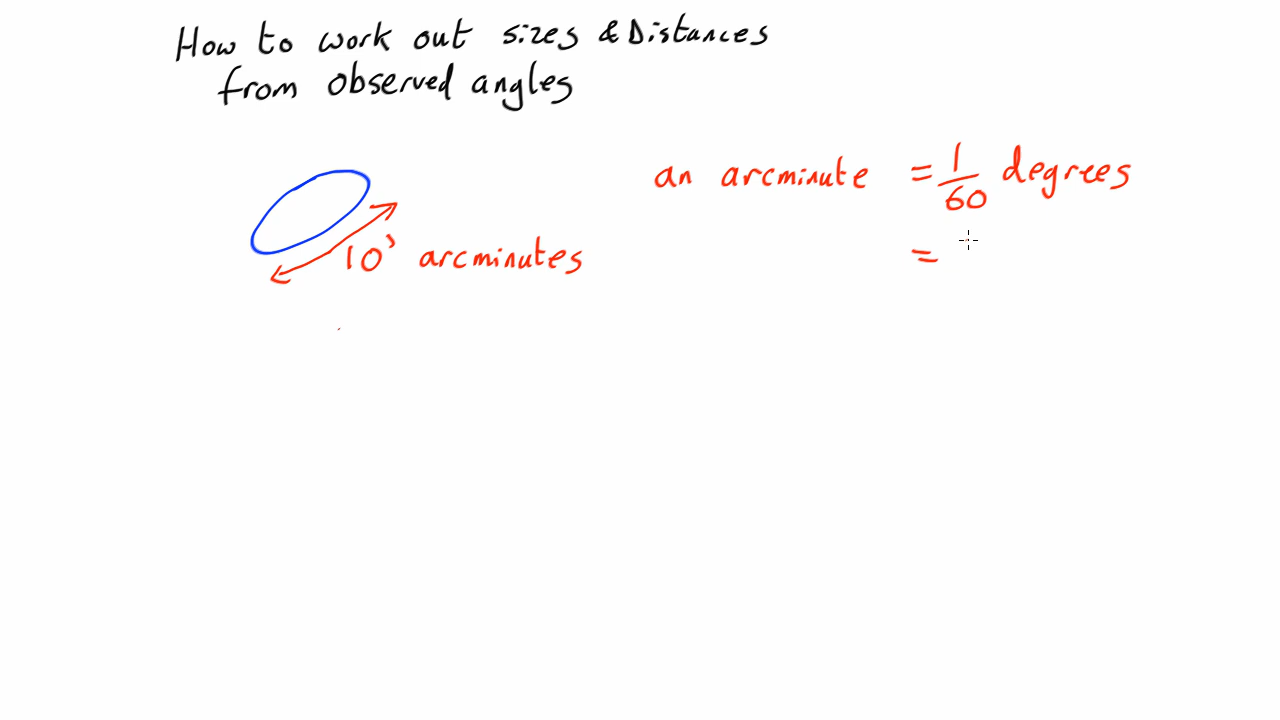 How to work out sizes & Distances
from observed angles
an arcminute = 1/60 degrees
10' arcminutes
=